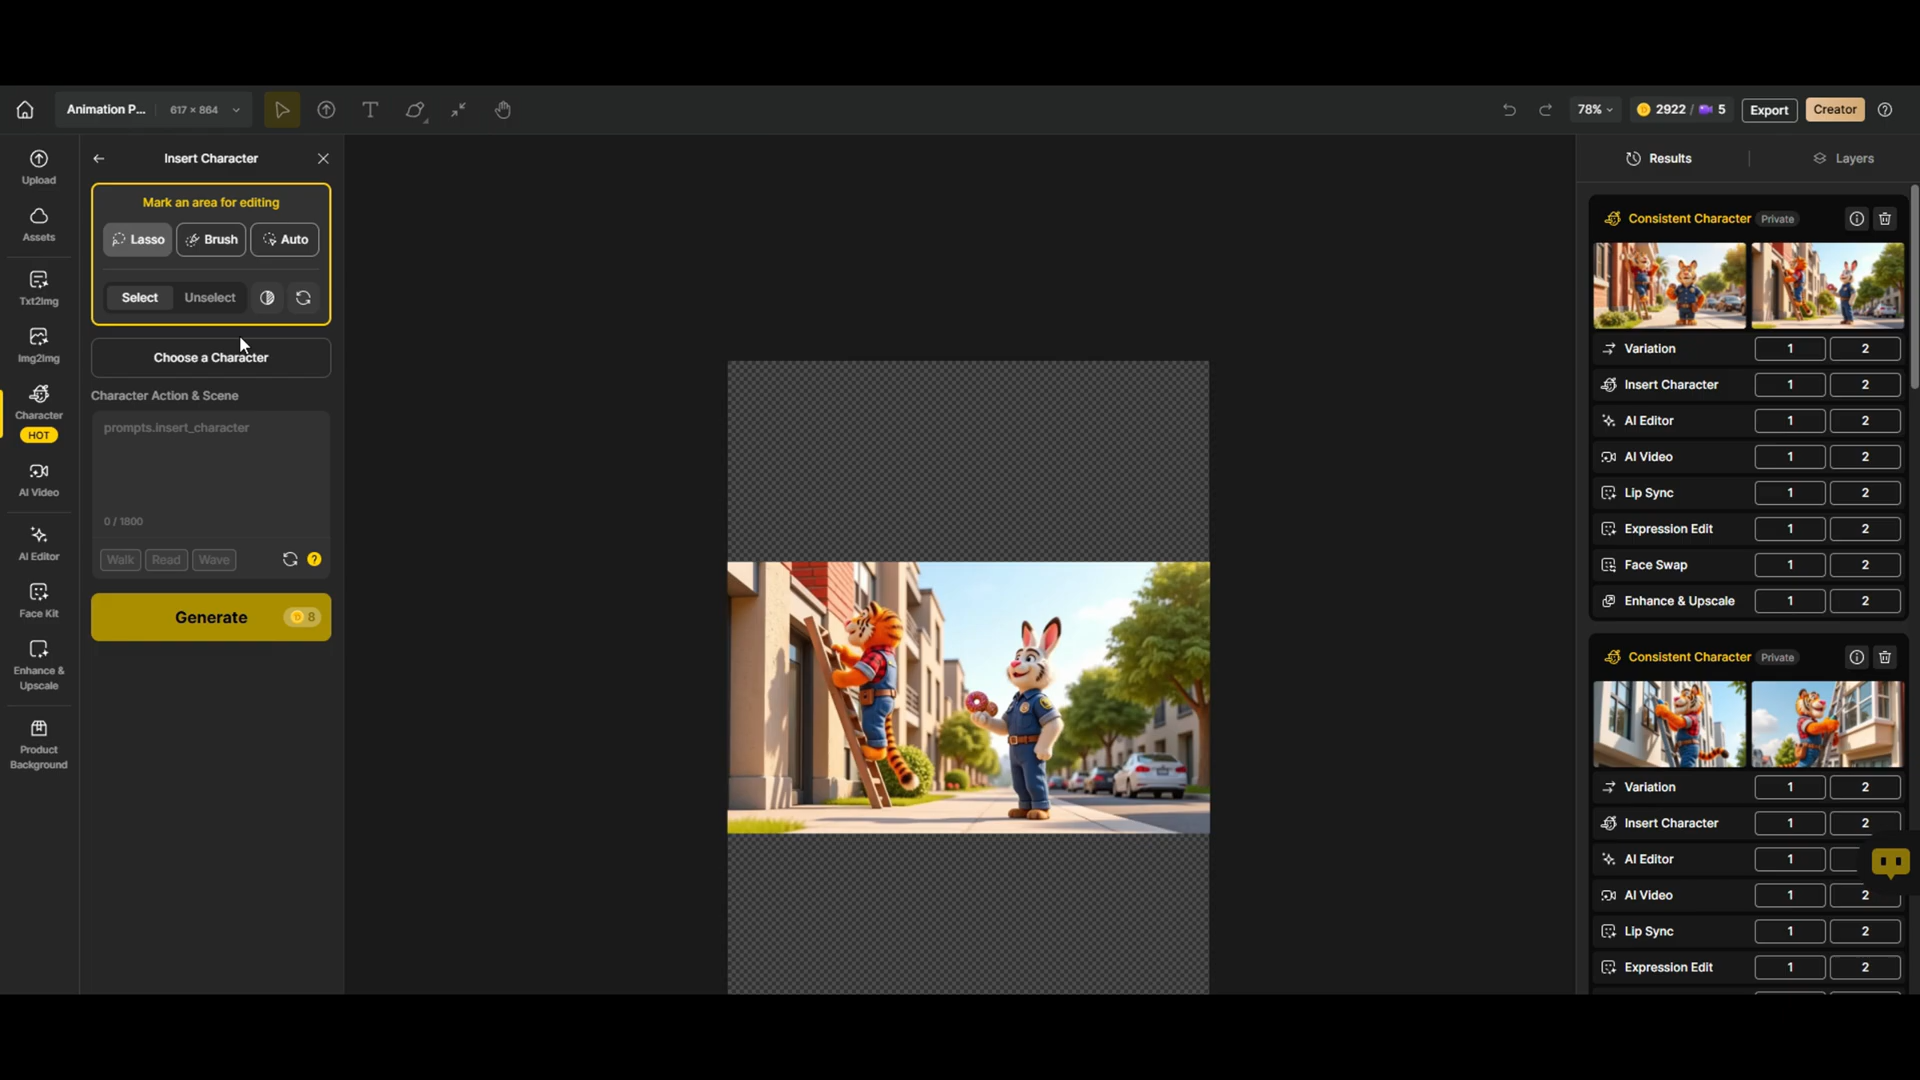 Animation P... 617 × 864
78% 2922 / 5 Export Creator
Upload
Assets
Txt2Img
Img2Img
Character
HOT
AI Video
AI Editor
Face Kit
Enhance &
Upscale
Product
Background
Insert Character
Mark an area for editing
Lasso Brush Auto
Select Unselect
Choose a Character
Character Action & Scene
prompts.insert_character
0 / 1800
Walk Read Wave ?
Generate 8
Results Layers
Consistent Character Private
Variation 1 2
Insert Character 1 2
AI Editor 1 2
AI Video 1 2
Lip Sync 1 2
Expression Edit 1 2
Face Swap 1 2
Enhance & Upscale 1 2
Consistent Character Private
Variation 1 2
Insert Character 1 2
AI Editor 1
AI Video 1 2
Lip Sync 1 2
Expression Edit 1 2